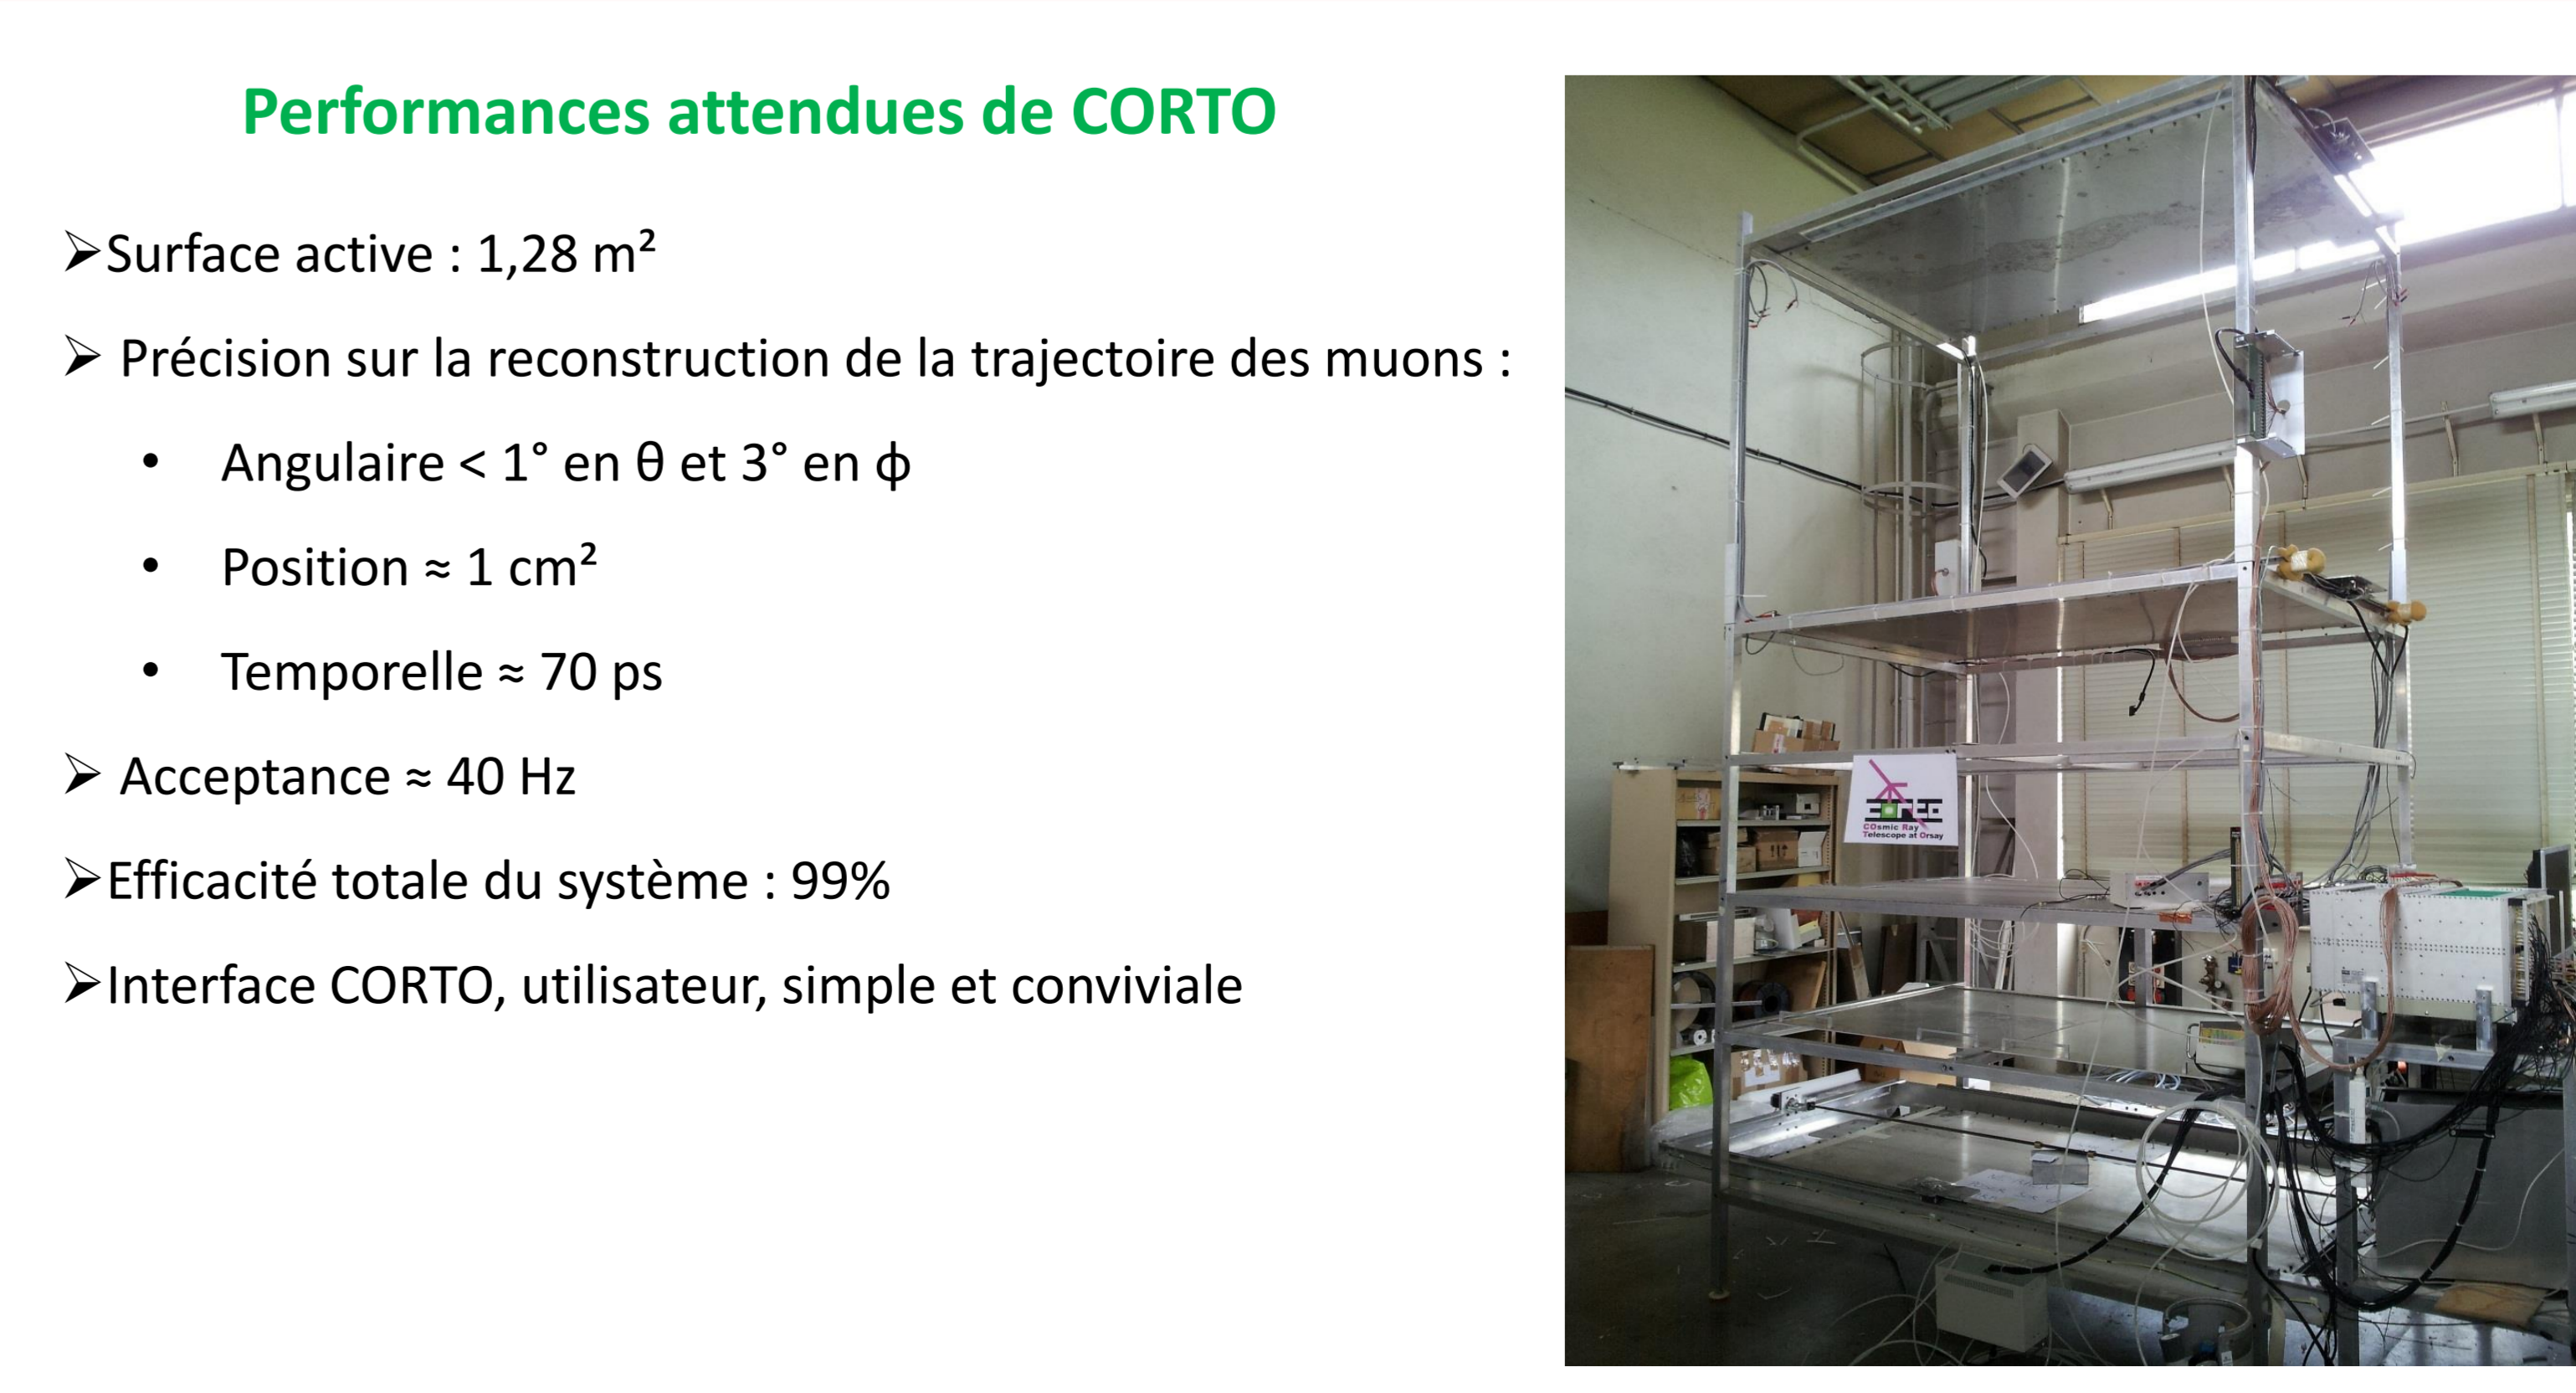 Performances attendues de CORTO
➢Surface active : 1,28 m²
➢ Précision sur la reconstruction de la trajectoire des muons :
• Angulaire < 1° en θ et 3° en ϕ
• Position ≈ 1 cm²
• Temporelle ≈ 70 ps
➢ Acceptance ≈ 40 Hz
➢Efficacité totale du système : 99%
➢Interface CORTO, utilisateur, simple et conviviale
COsmic Ray
Telescope at Orsay